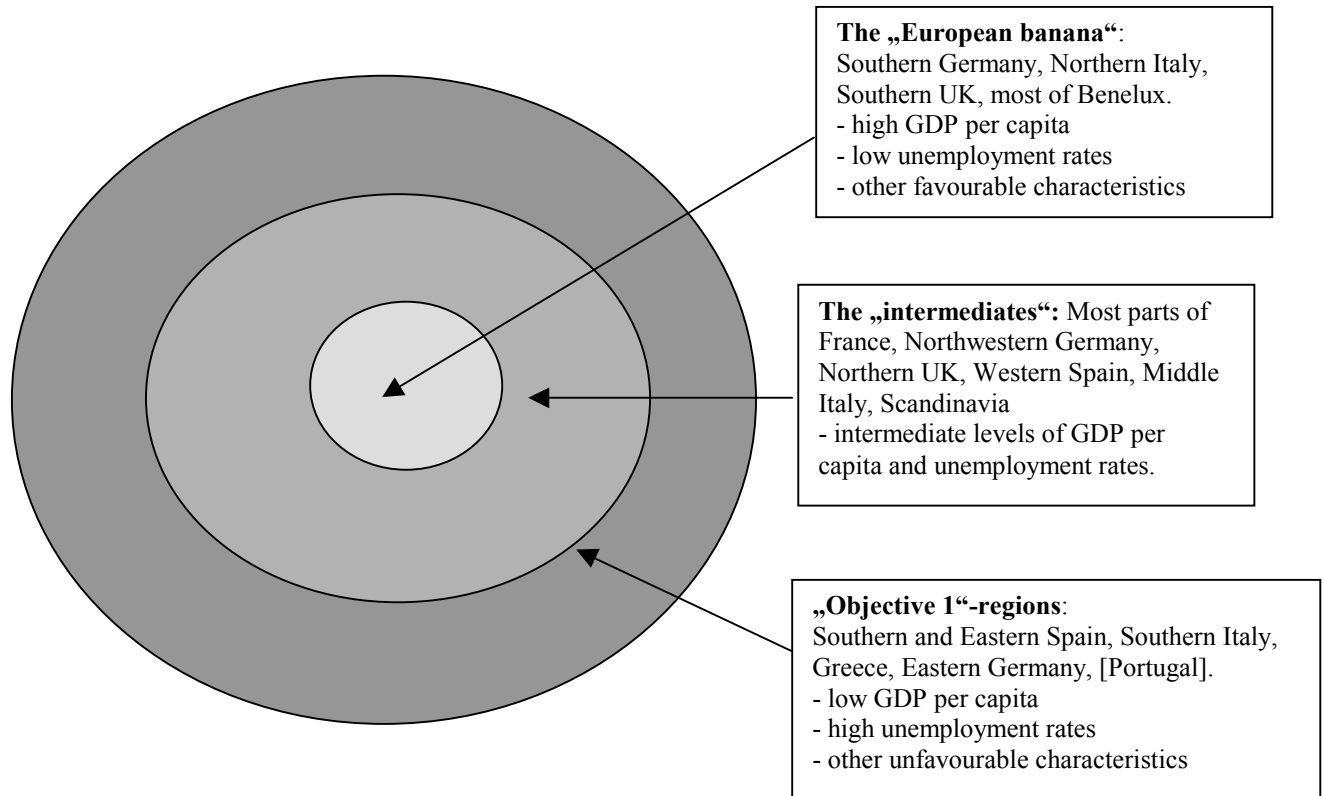 The „European banana“:
Southern Germany, Northern Italy,
Southern UK, most of Benelux.
- high GDP per capita
- low unemployment rates
- other favourable characteristics
The „intermediates“: Most parts of
France, Northwestern Germany,
Northern UK, Western Spain, Middle
Italy, Scandinavia
- intermediate levels of GDP per
capita and unemployment rates.
„Objective 1“-regions:
Southern and Eastern Spain, Southern Italy,
Greece, Eastern Germany, [Portugal].
- low GDP per capita
- high unemployment rates
- other unfavourable characteristics